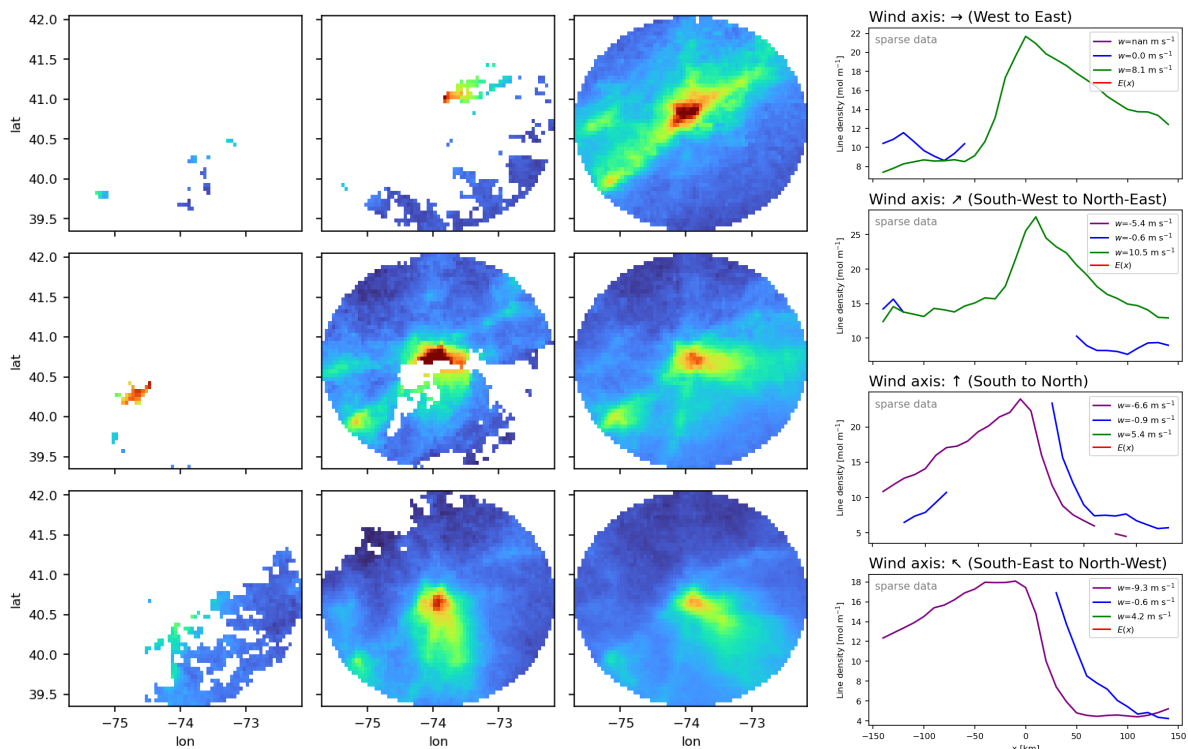 42.0
41.5
41.0
40.5
40.0
39.5
lat
42.0
41.5
41.0
40.5
40.0
39.5
lat
42.0
41.5
41.0
40.5
40.0
39.5
lat
−75 −74 −73
lon
−75 −74 −73
lon
−75 −74 −73
lon
Wind axis: → (West to East)
sparse data
w=nan m s⁻¹
w=0.0 m s⁻¹
w=8.1 m s⁻¹
E(x)
22
20
18
16
14
12
10
8
Line density [mol m⁻¹]
Wind axis: ↗ (South-West to North-East)
sparse data
w=-5.4 m s⁻¹
w=-0.6 m s⁻¹
w=10.5 m s⁻¹
E(x)
25
20
15
10
Line density [mol m⁻¹]
Wind axis: ↑ (South to North)
sparse data
w=-6.6 m s⁻¹
w=-0.9 m s⁻¹
w=5.4 m s⁻¹
E(x)
20
15
10
5
Line density [mol m⁻¹]
Wind axis: ↖ (South-East to North-West)
sparse data
w=-9.3 m s⁻¹
w=-0.6 m s⁻¹
w=4.2 m s⁻¹
E(x)
18
16
14
12
10
8
6
4
Line density [mol m⁻¹]
−150 −100 −50 0 50 100 150
x [km]